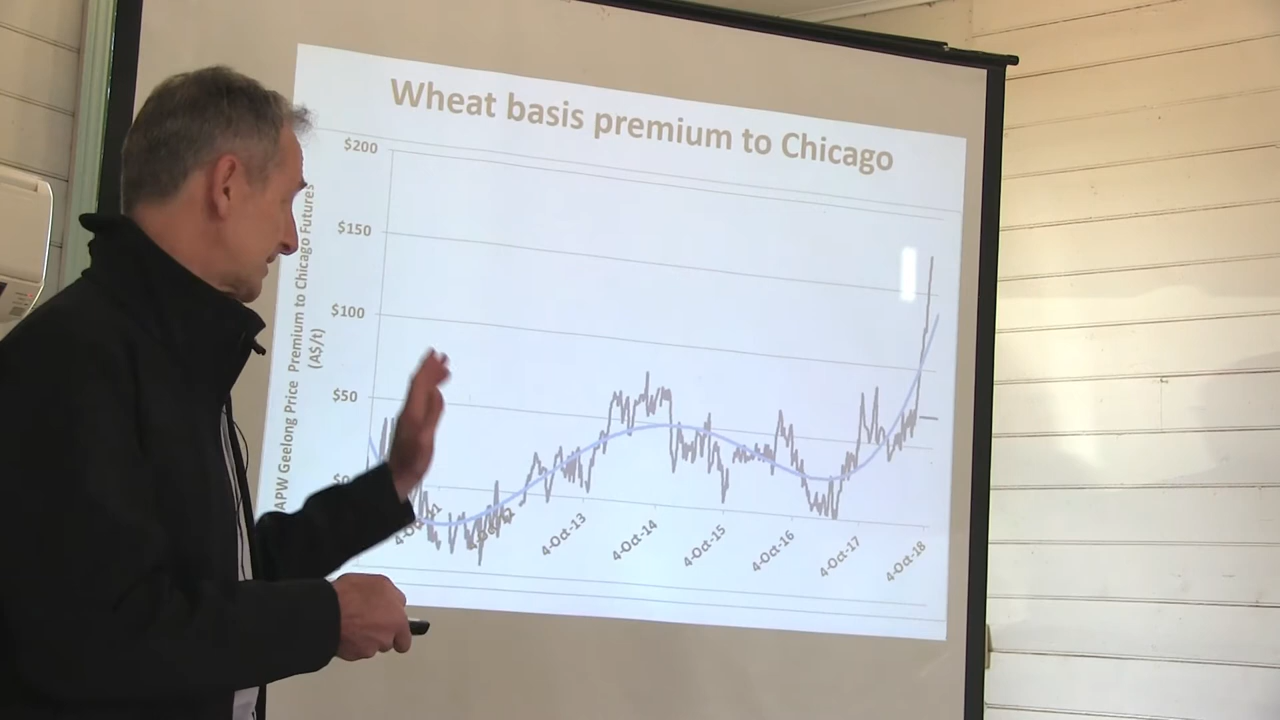 Wheat basis premium to Chicago
$200
$150
$100
$50
APW Geelong Price Premium to Chicago Futures
(A$/t)
4-Oct-13
4-Oct-14
4-Oct-15
4-Oct-16
4-Oct-17
4-Oct-18